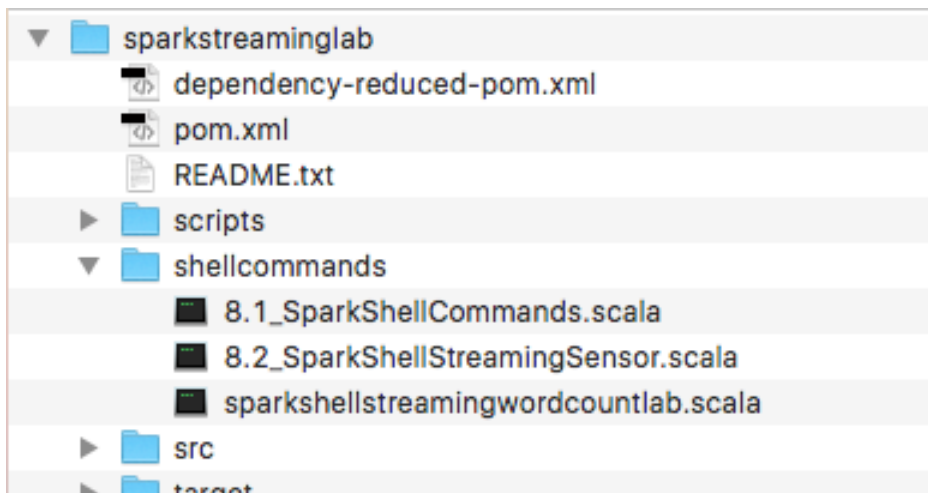 sparkstreaminglab
dependency-reduced-pom.xml
pom.xml
README.txt
scripts
shellcommands
8.1_SparkShellCommands.scala
8.2_SparkShellStreamingSensor.scala
sparkshellstreamingwordcountlab.scala
src
target